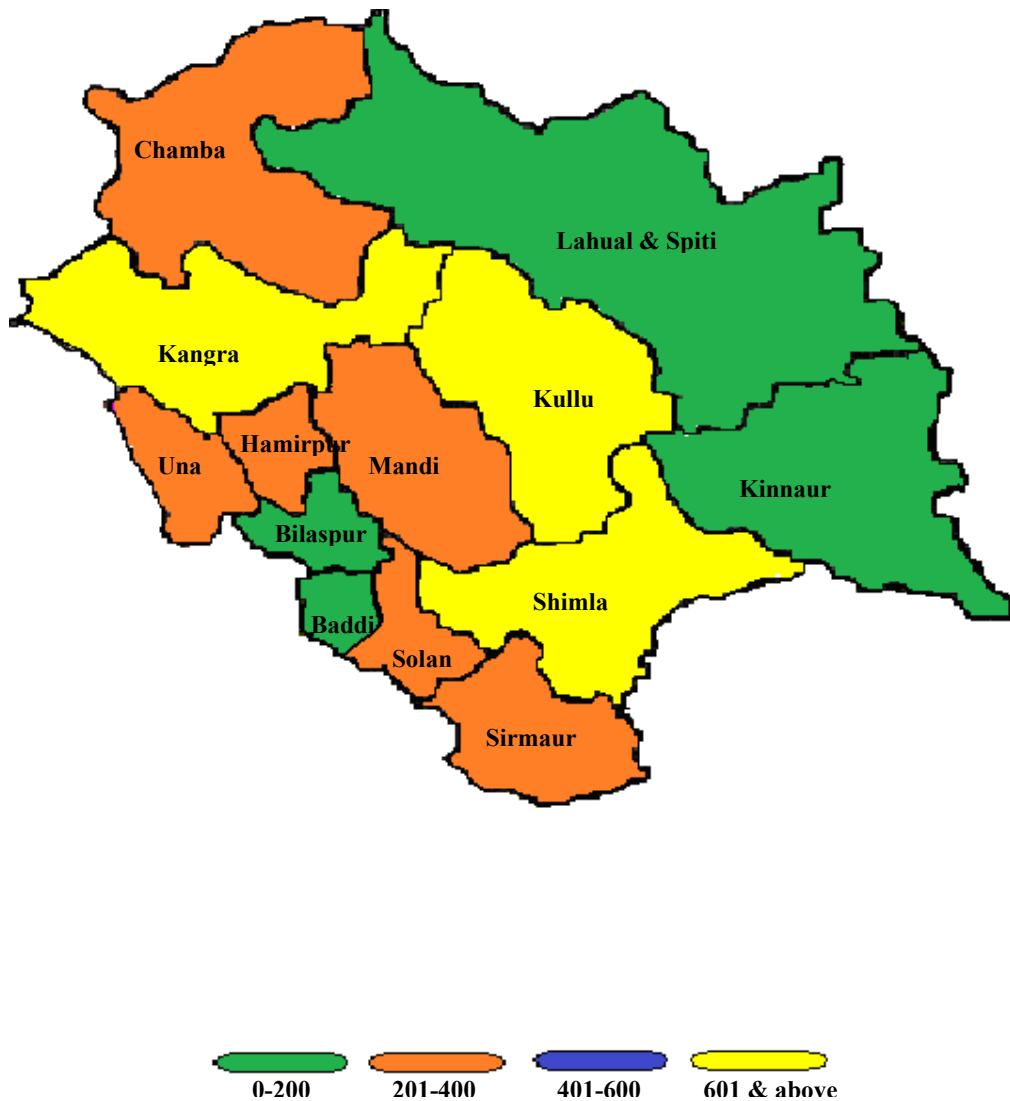 Chamba
Lahual & Spiti
Kangra
Kullu
Hamirpur
Una
Mandi
Kinnaur
Bilaspur
Shimla
Baddi
Solan
Sirmaur
0-200 201-400 401-600 601 & above